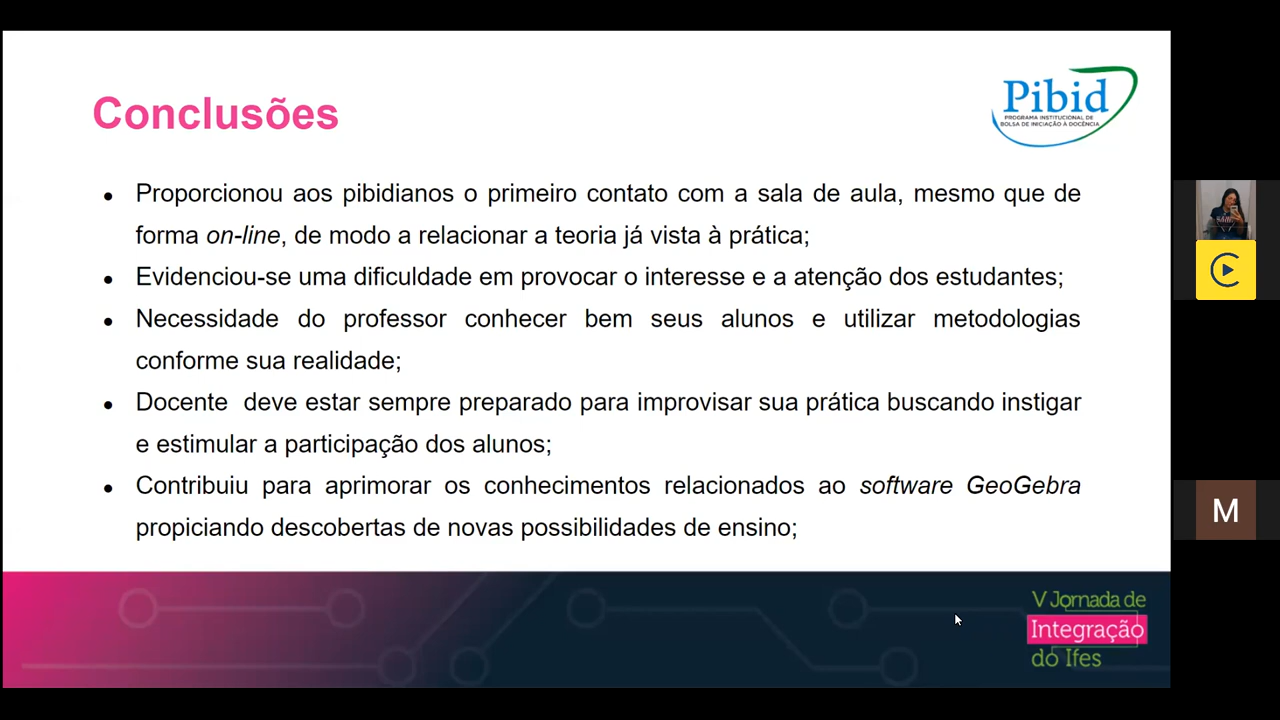 Conclusões
Pibid
PROGRAMA INSTITUCIONAL DE
BOLSA DE INICIAÇÃO À DOCÊNCIA
• Proporcionou aos pibidianos o primeiro contato com a sala de aula, mesmo que de
forma on-line, de modo a relacionar a teoria já vista à prática;
• Evidenciou-se uma dificuldade em provocar o interesse e a atenção dos estudantes;
• Necessidade do professor conhecer bem seus alunos e utilizar metodologias
conforme sua realidade;
• Docente deve estar sempre preparado para improvisar sua prática buscando instigar
e estimular a participação dos alunos;
• Contribuiu para aprimorar os conhecimentos relacionados ao software GeoGebra
propiciando descobertas de novas possibilidades de ensino;
M
V Jornada de
Integração
do Ifes